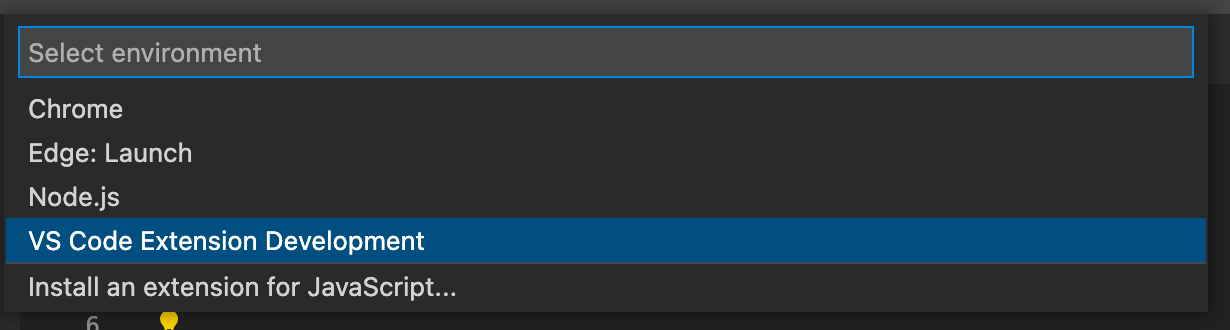 Select environment
Chrome
Edge: Launch
Node.js
VS Code Extension Development
Install an extension for JavaScript...
6